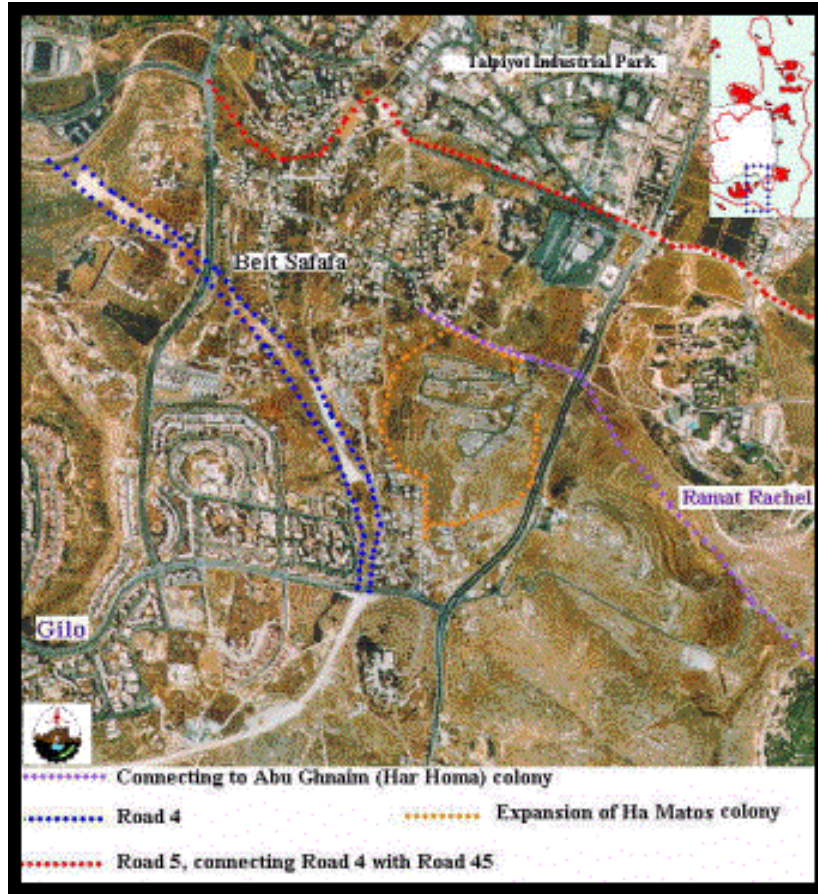 Talpiyot Industrial Park
Beit Safafa
Ramat Rachel
Gilo
Connecting to Abu Ghnaim (Har Homa) colony
Road 4
Expansion of Ha Matos colony
Road 5, connecting Road 4 with Road 45